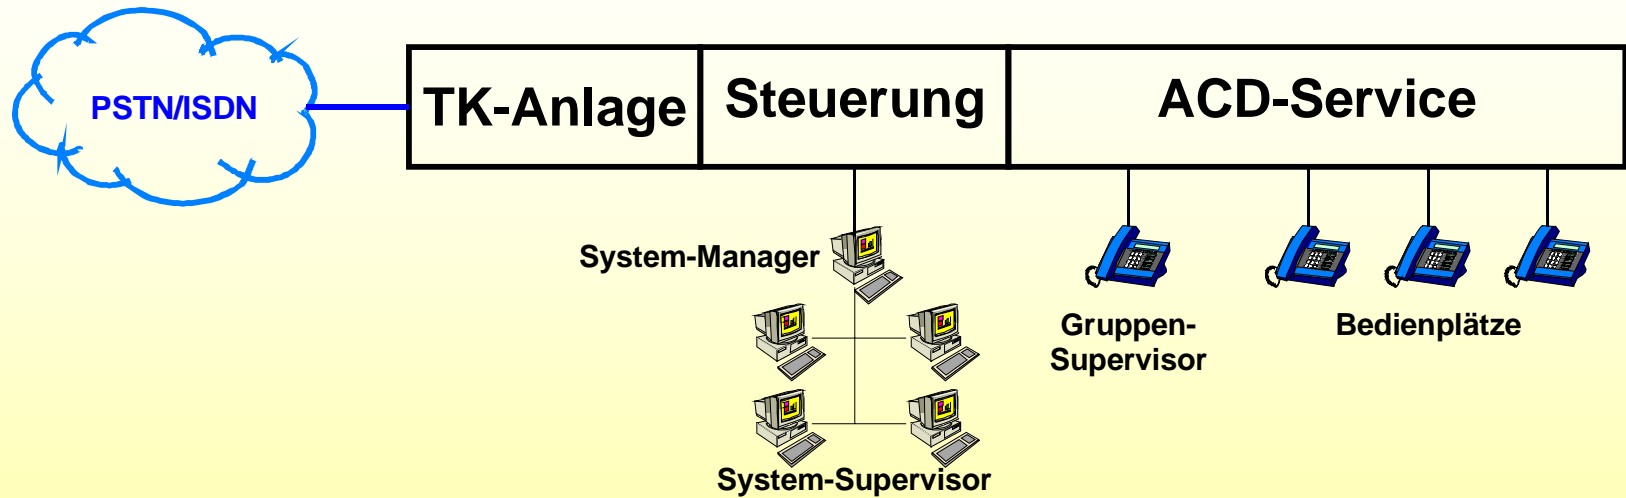 PSTN/ISDN
TK-Anlage
Steuerung
ACD-Service
System-Manager
System-Supervisor
Gruppen-
Supervisor
Bedienplätze